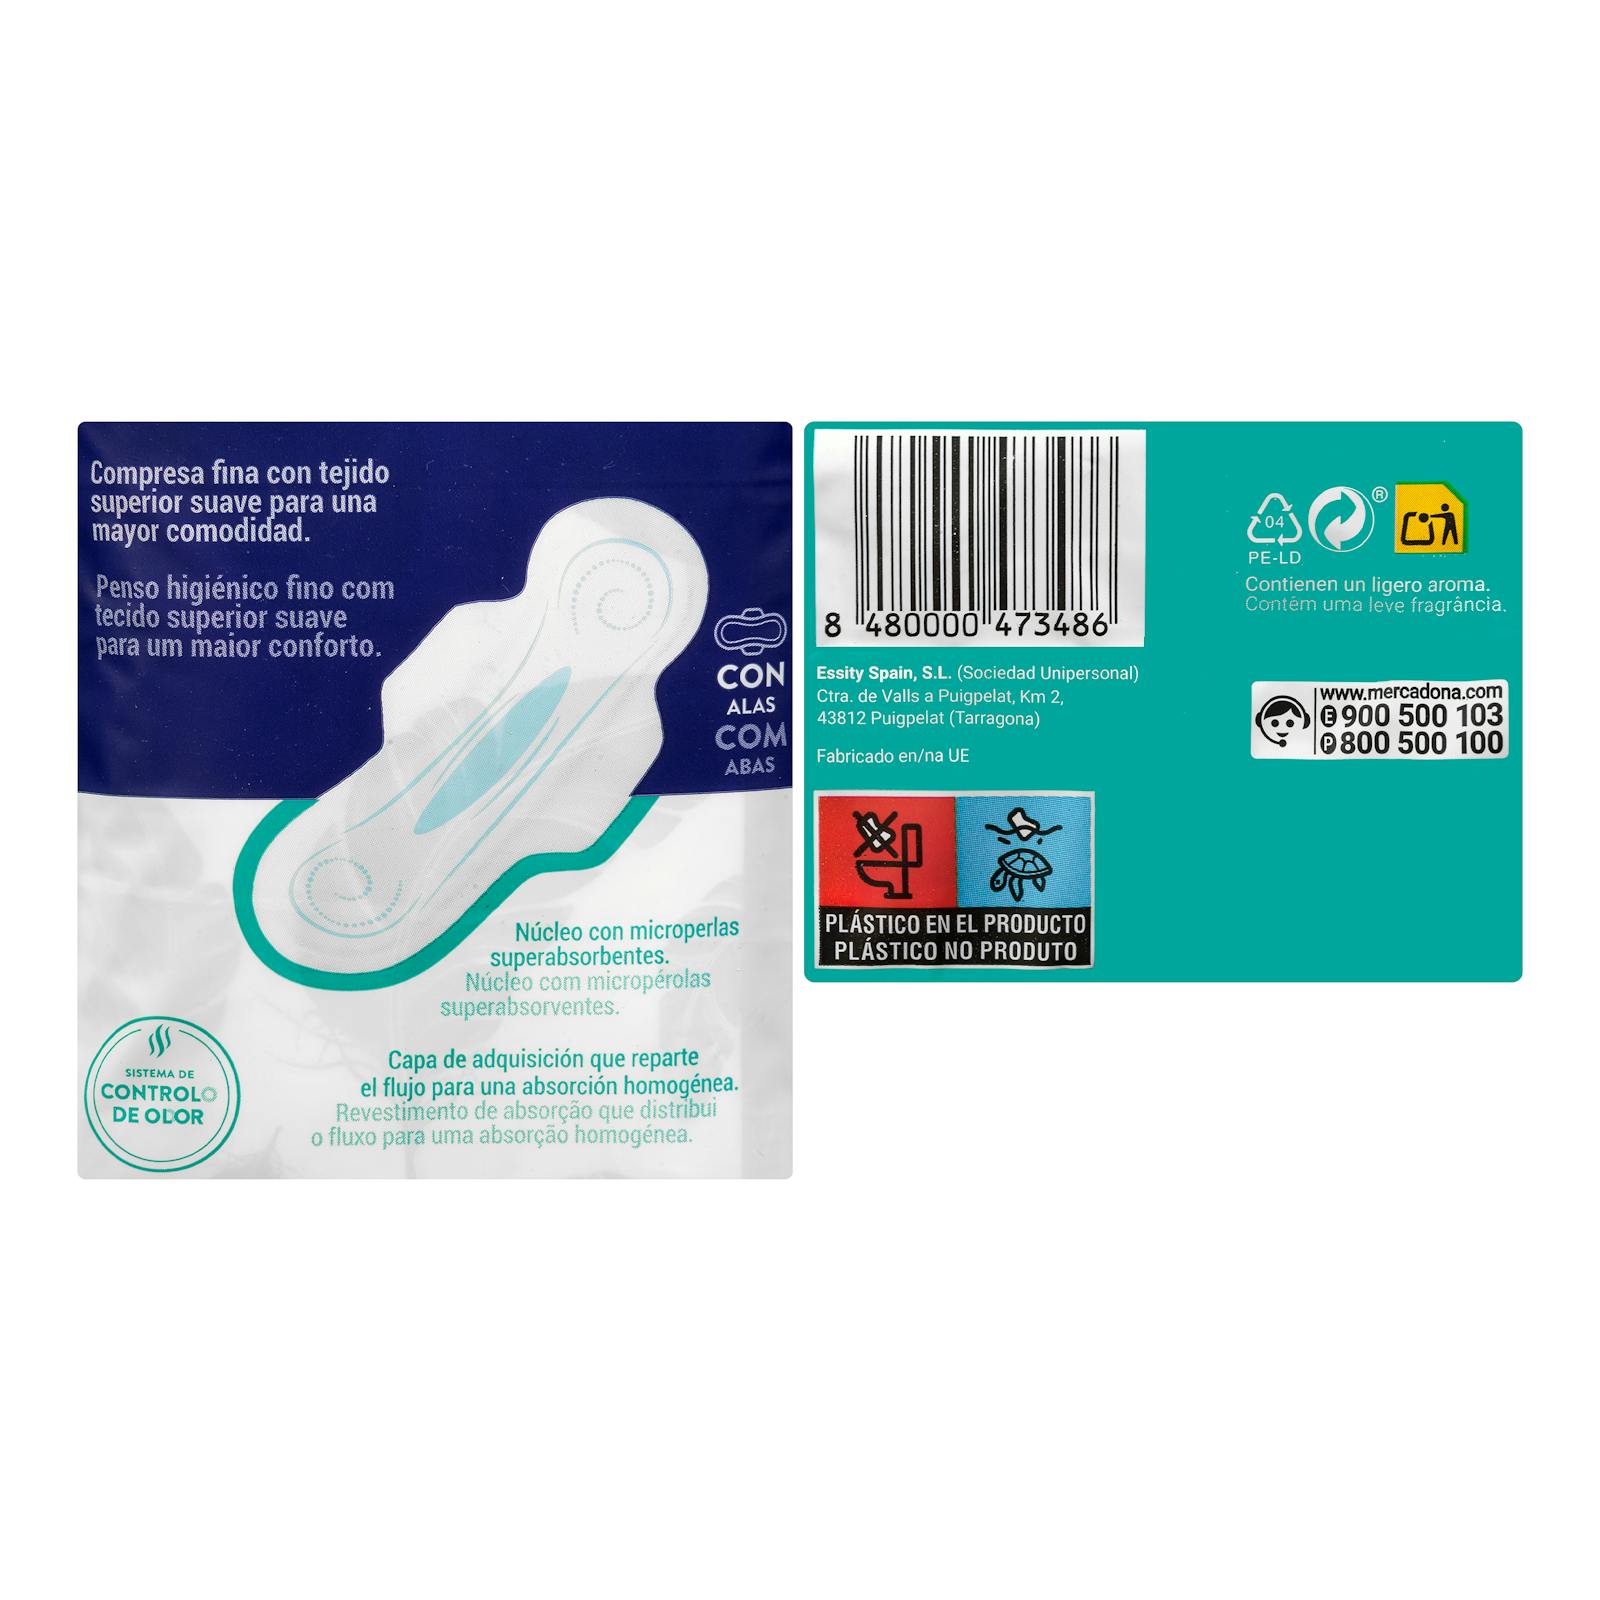 Compresa fina con tejido
superior suave para una
mayor comodidad.
Penso higiénico fino com
tecido superior suave
para um maior conforto.
CON
ALAS
COM
ABAS
Núcleo con microperlas
superabsorbentes.
Núcleo com micropérolas
superabsorventes.
Capa de adquisición que reparte
el flujo para una absorción homogénea.
Revestimento de absorção que distribui
o fluxo para uma absorção homogénea.
SISTEMA DE
CONTROLO
DE OLOR
8 480000 473486
Essity Spain, S.L. (Sociedad Unipersonal)
Ctra. de Valls a Puigpelat, Km 2,
43812 Puigpelat (Tarragona)
Fabricado en/na UE
PLÁSTICO EN EL PRODUCTO
PLÁSTICO NO PRODUTO
04
PE-LD
®
Contienen un ligero aroma.
Contém uma leve fragrância.
www.mercadona.com
E 900 500 103
P 800 500 100